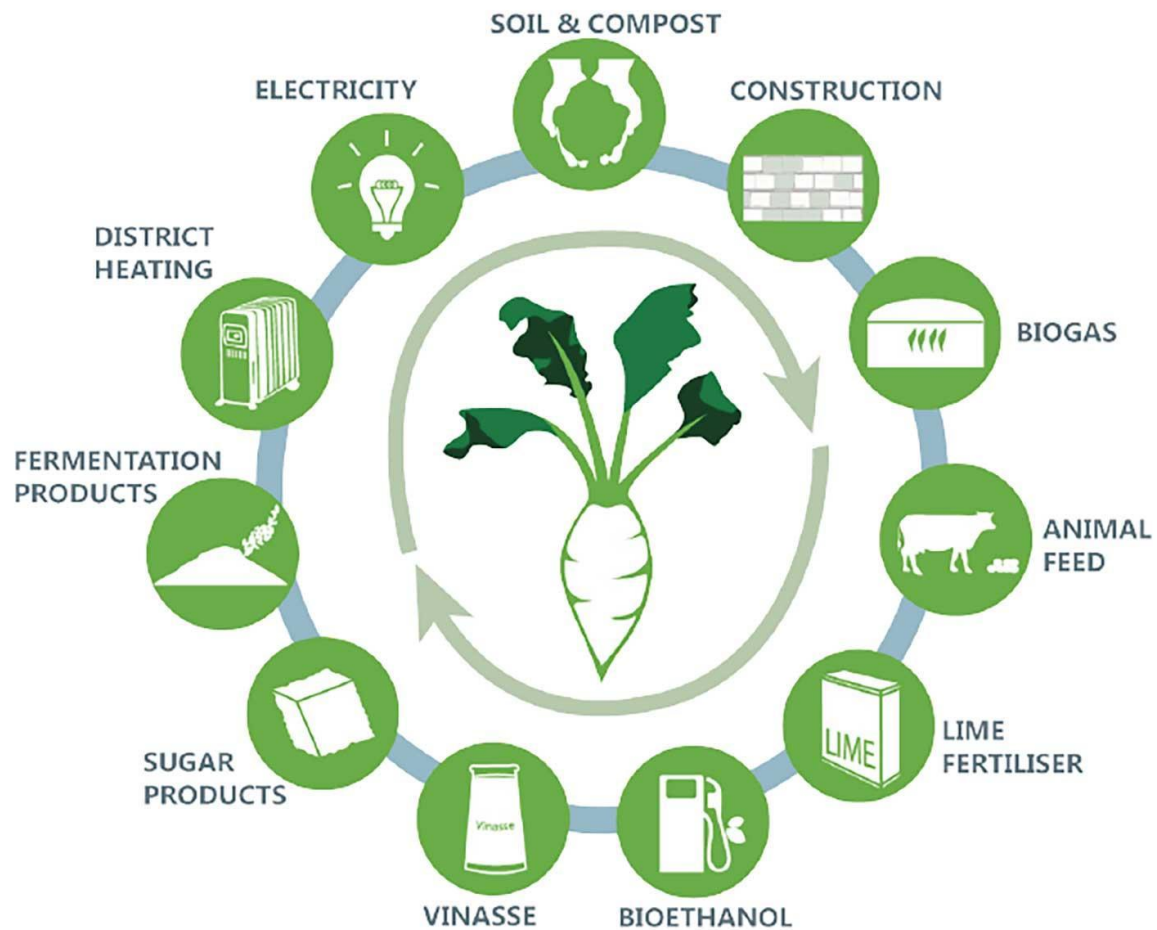 SOIL & COMPOST
CONSTRUCTION
BIOGAS
ANIMAL
FEED
LIME
LIME
FERTILISER
BIOETHANOL
Vinasse
VINASSE
SUGAR
PRODUCTS
FERMENTATION
PRODUCTS
DISTRICT
HEATING
ELECTRICITY